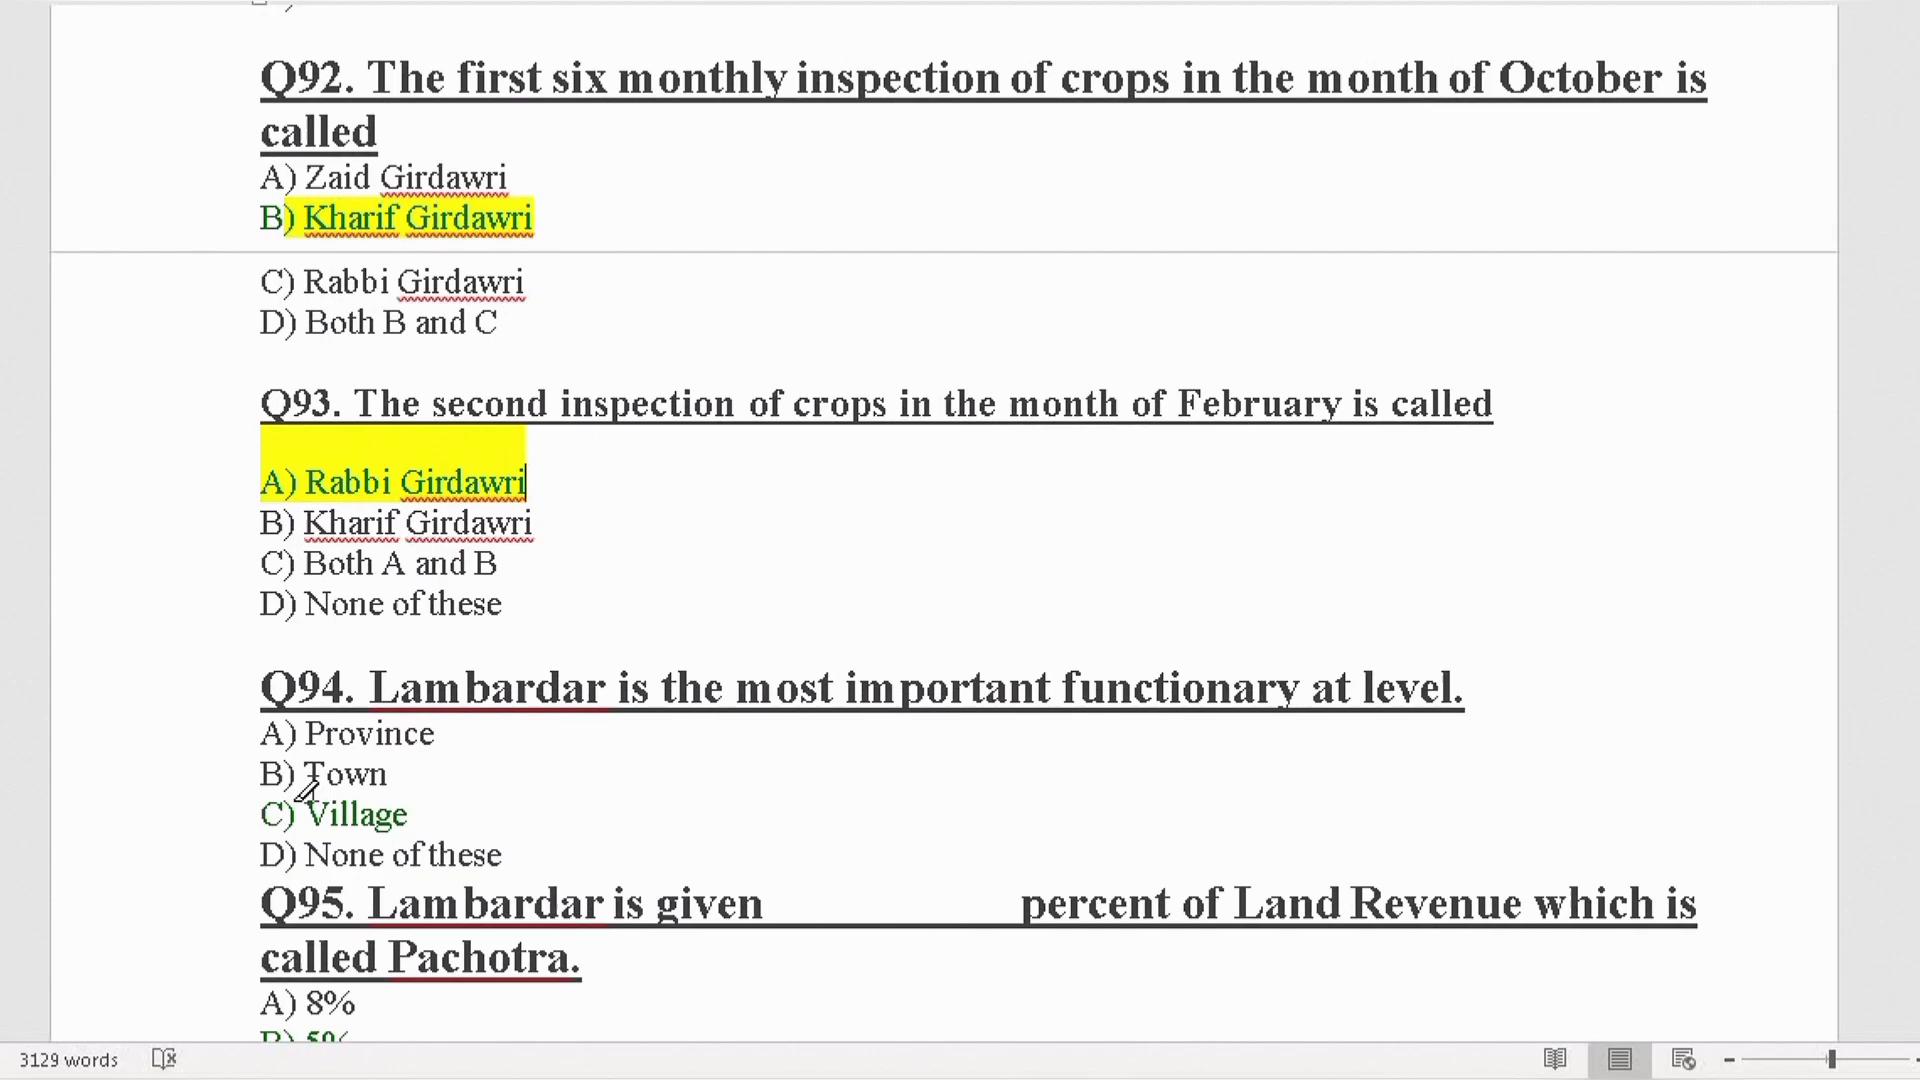 Q92. The first six monthly inspection of crops in the month of October is
called
A) Zaid Girdawri
B) Kharif Girdawri
C) Rabbi Girdawri
D) Both B and C
Q93. The second inspection of crops in the month of February is called
A) Rabbi Girdawri
B) Kharif Girdawri
C) Both A and B
D) None of these
Q94. Lambardar is the most important functionary at level.
A) Province
B) Town
C) Village
D) None of these
Q95. Lambardar is given __________ percent of Land Revenue which is
called Pachotra.
A) 8%
B) 5%
3129 words